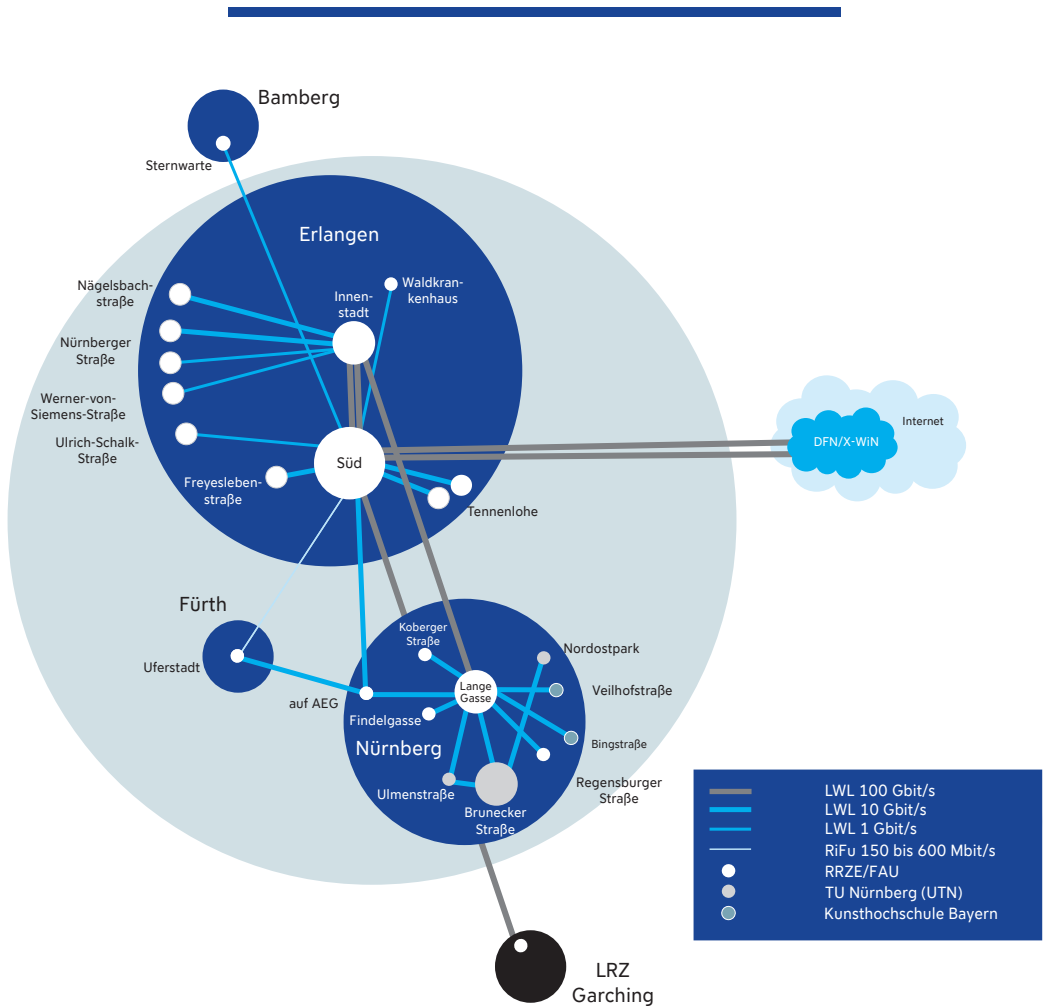 Bamberg
Sternwarte
Erlangen
Nägelsbach-
straße
Innen-
stadt
Waldkran-
kenhaus
Nürnberger
Straße
Werner-von-
Siemens-Straße
Ulrich-Schalk-
Straße
Süd
Freyesleben-
straße
Tennenlohe
DFN/X-WiN
Internet
Fürth
Uferstadt
auf AEG
Koberger
Straße
Nordostpark
Lange
Gasse
Veilhofstraße
Findelgasse
Nürnberg
Bingstraße
Ulmenstraße
Brunecker
Straße
Regensburger
Straße
LWL 100 Gbit/s
LWL 10 Gbit/s
LWL 1 Gbit/s
RiFu 150 bis 600 Mbit/s
RRZE/FAU
TU Nürnberg (UTN)
Kunsthochschule Bayern
LRZ
Garching